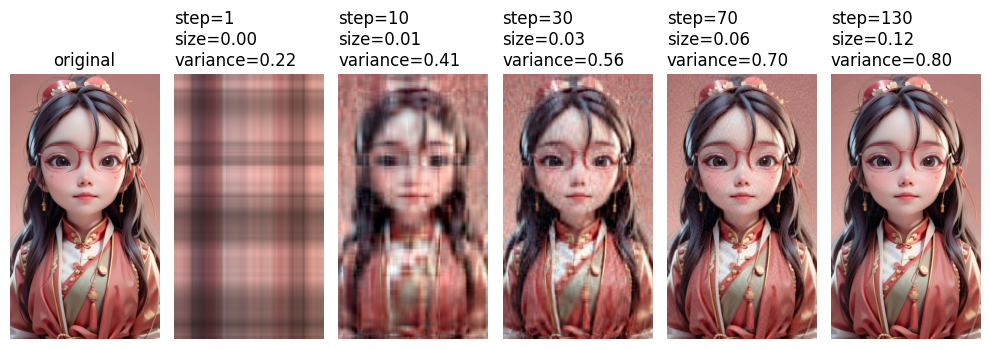 original
step=1
size=0.00
variance=0.22
step=10
size=0.01
variance=0.41
step=30
size=0.03
variance=0.56
step=70
size=0.06
variance=0.70
step=130
size=0.12
variance=0.80